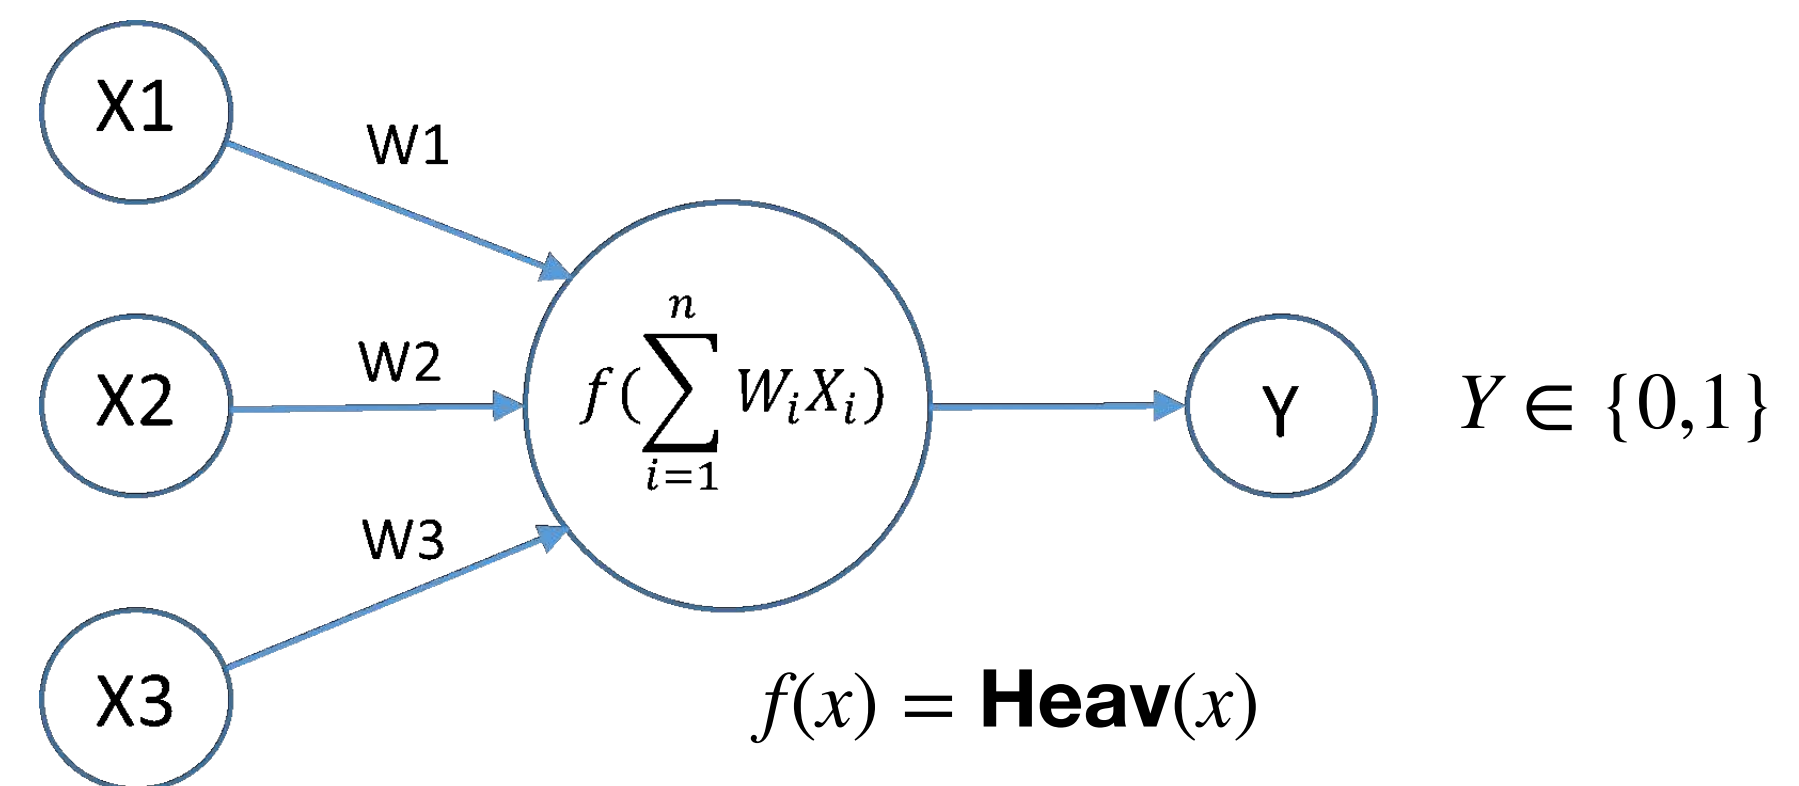 X1
W1
X2
W2
f(∑_{i=1}^{n} W_i X_i)
Y
Y ∈ {0,1}
W3
X3
f(x) = Heav(x)